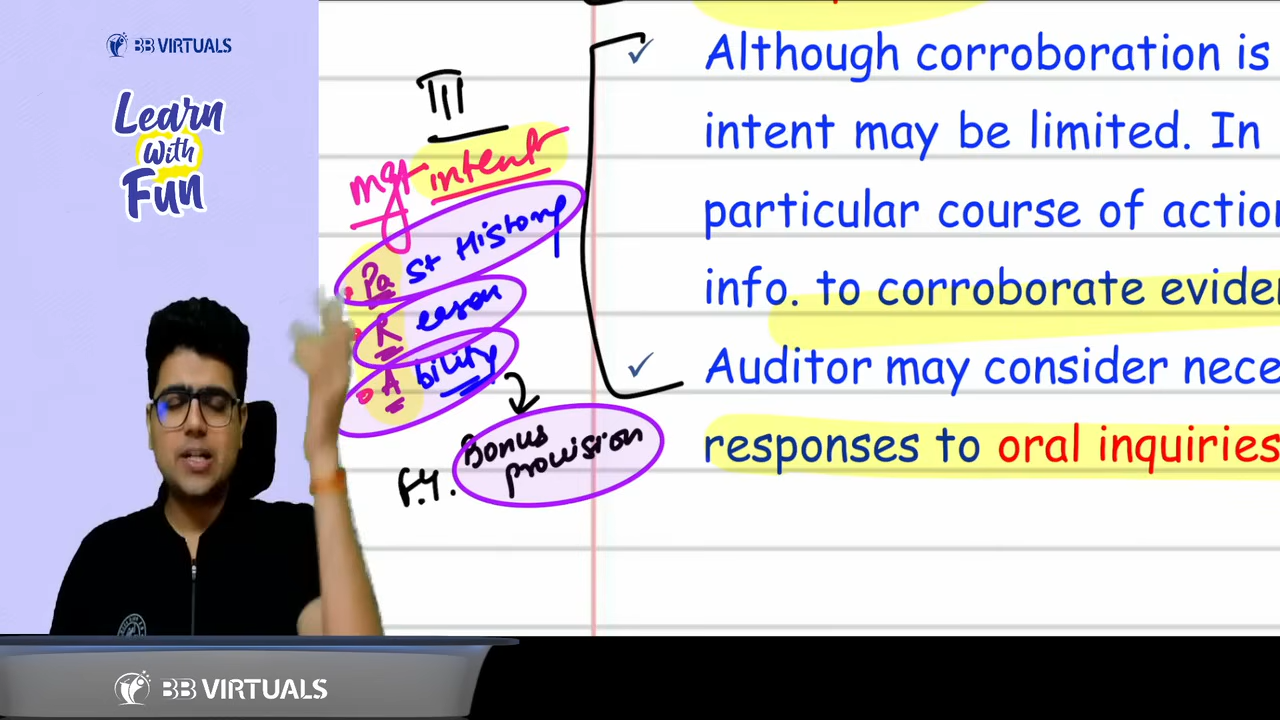 BB VIRTUALS
Learn
With
Fun
III
mgt intent
Past History
Reason
Ability
Bonus
provision
Although corroboration is
intent may be limited. In
particular course of action
info. to corroborate eviden
Auditor may consider nece
responses to oral inquiries
BB VIRTUALS